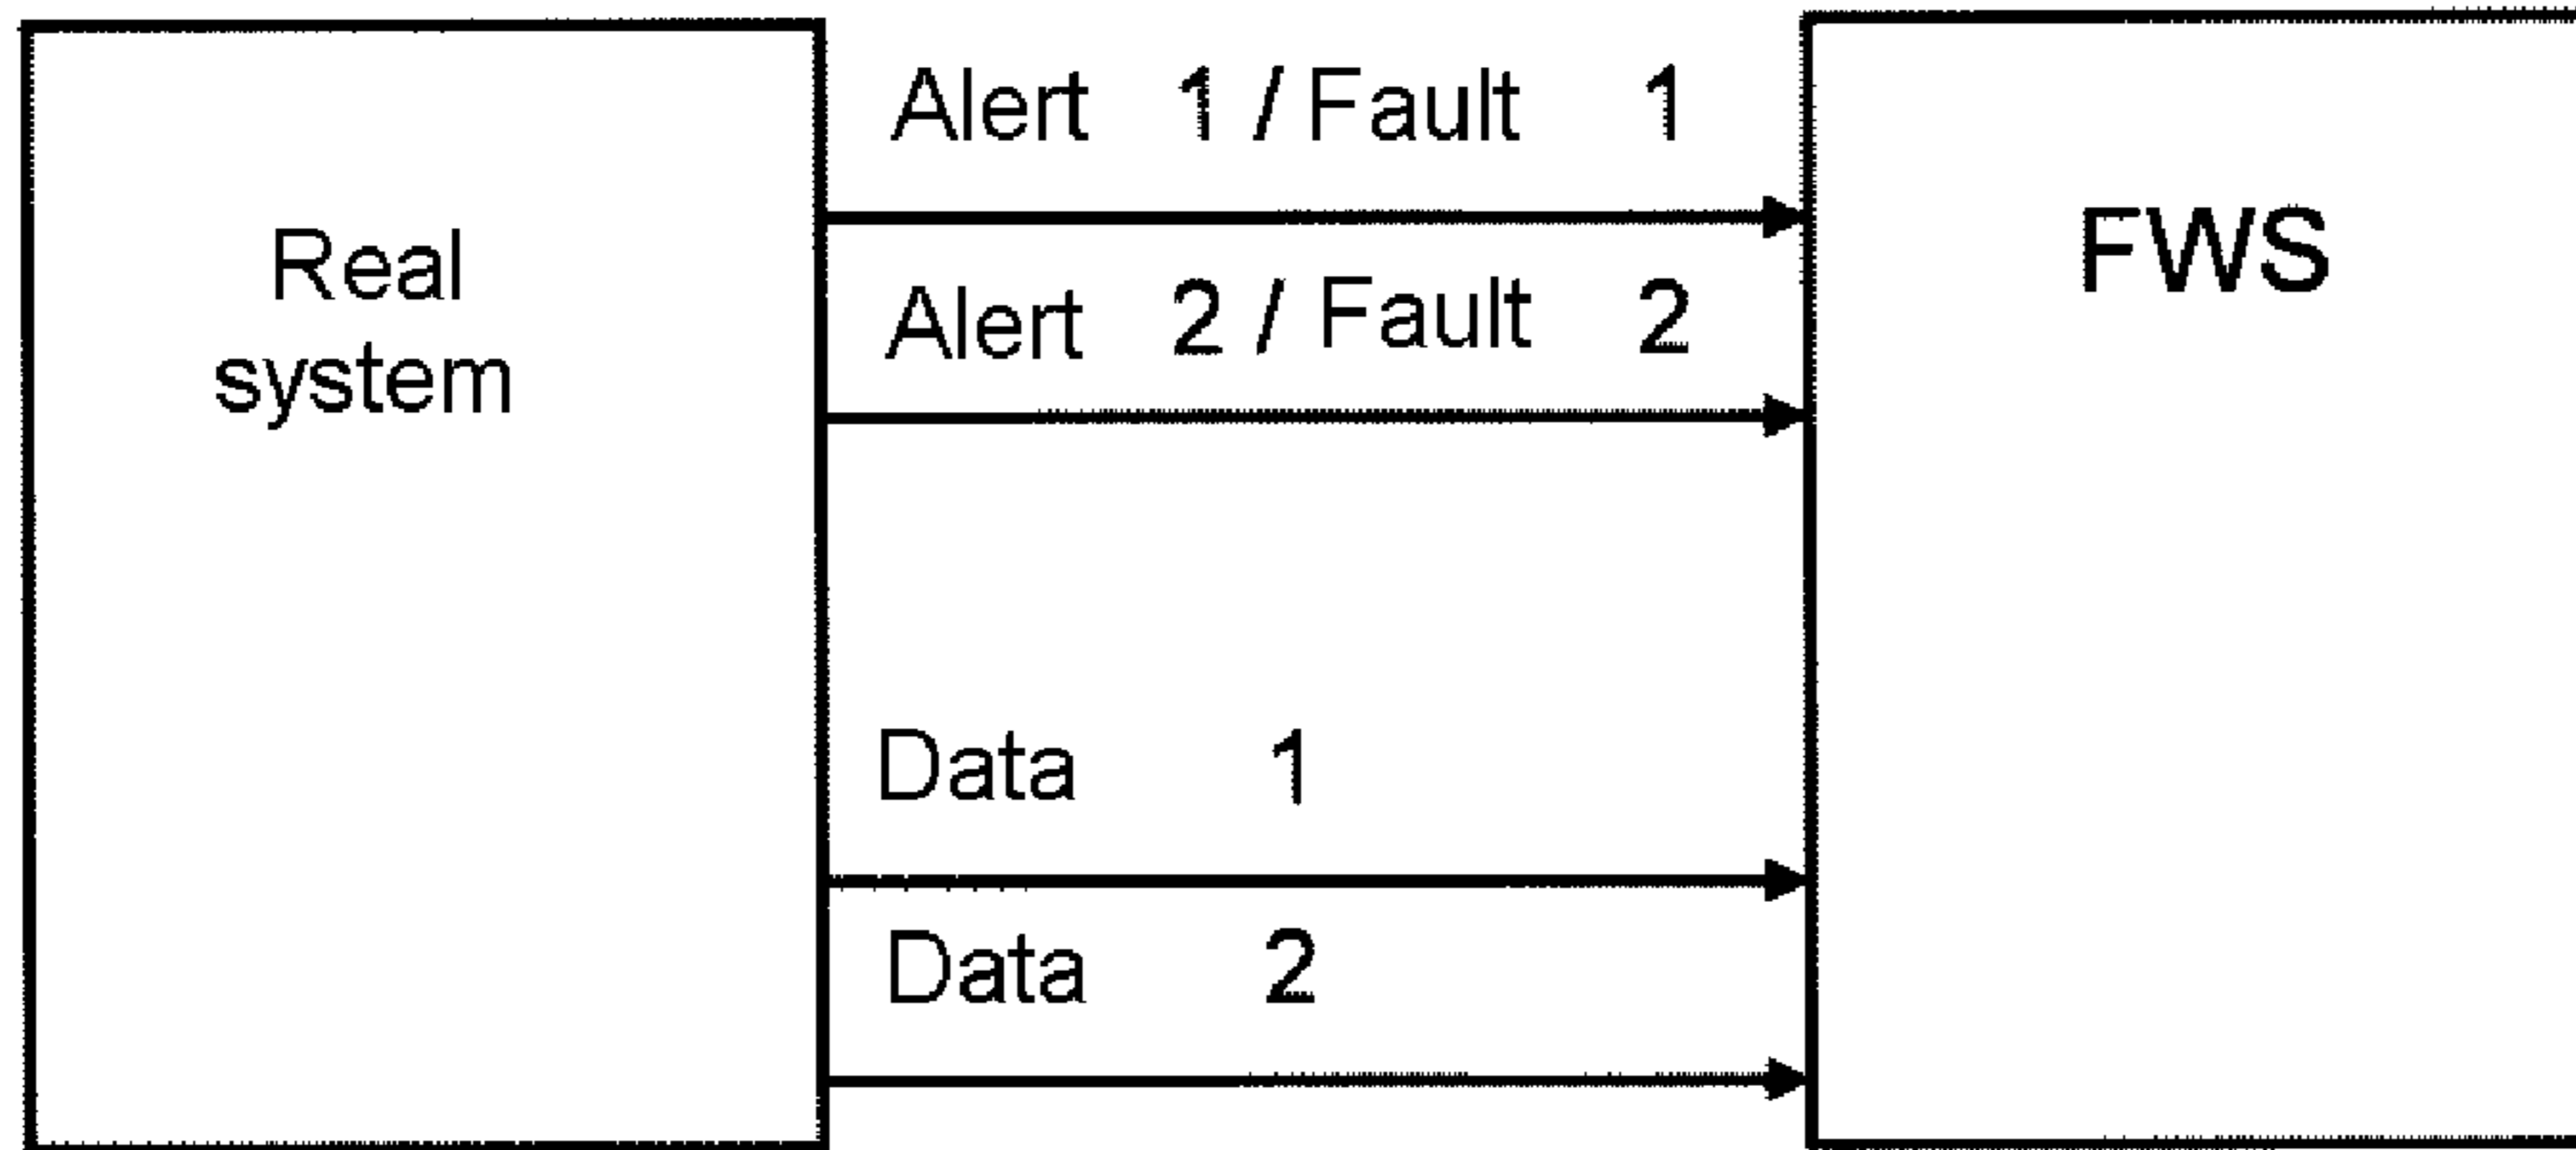 Real
system
Alert 1 / Fault 1
Alert 2 / Fault 2
Data 1
Data 2
FWS